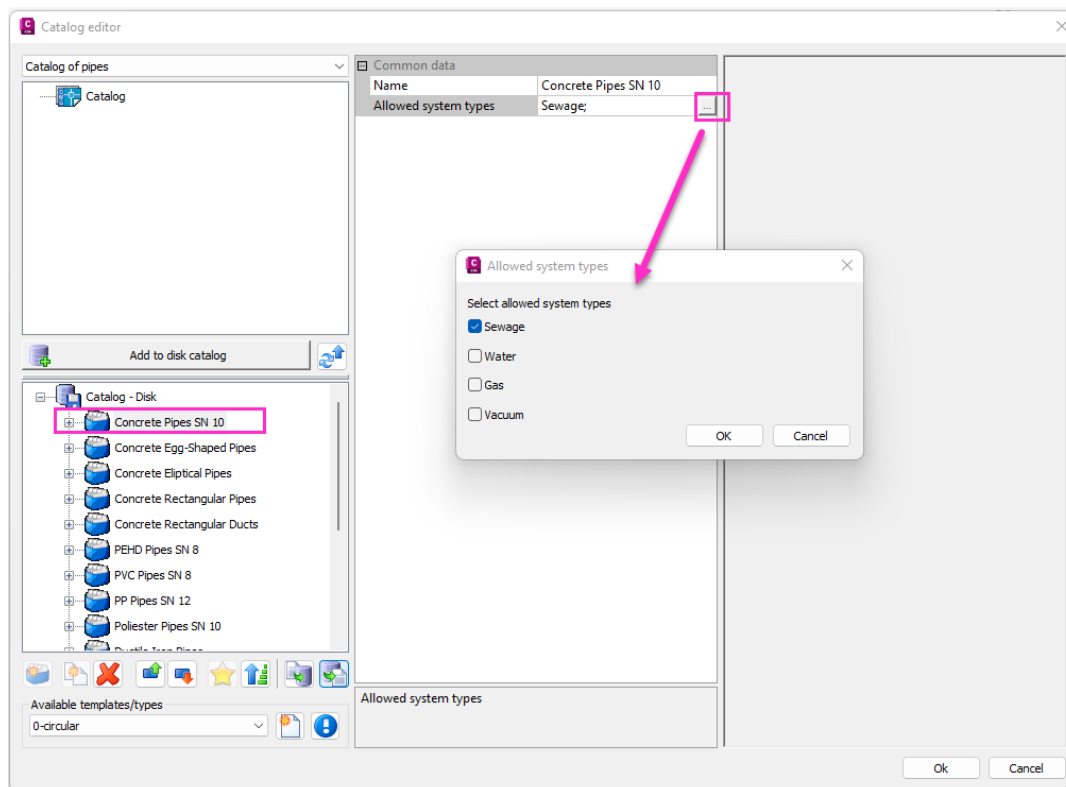 Catalog editor
Catalog of pipes
Catalog
Add to disk catalog
Catalog - Disk
Concrete Pipes SN 10
Concrete Egg-Shaped Pipes
Concrete Eliptical Pipes
Concrete Rectangular Pipes
Concrete Rectangular Ducts
PEHD Pipes SN 8
PVC Pipes SN 8
PP Pipes SN 12
Poliester Pipes SN 10
Ductile Iron Pipes
Available templates/types
0-circular
Common data
Name Concrete Pipes SN 10
Allowed system types Sewage; ...
Allowed system types
Select allowed system types
Sewage
Water
Gas
Vacuum
OK Cancel
Allowed system types
Ok Cancel